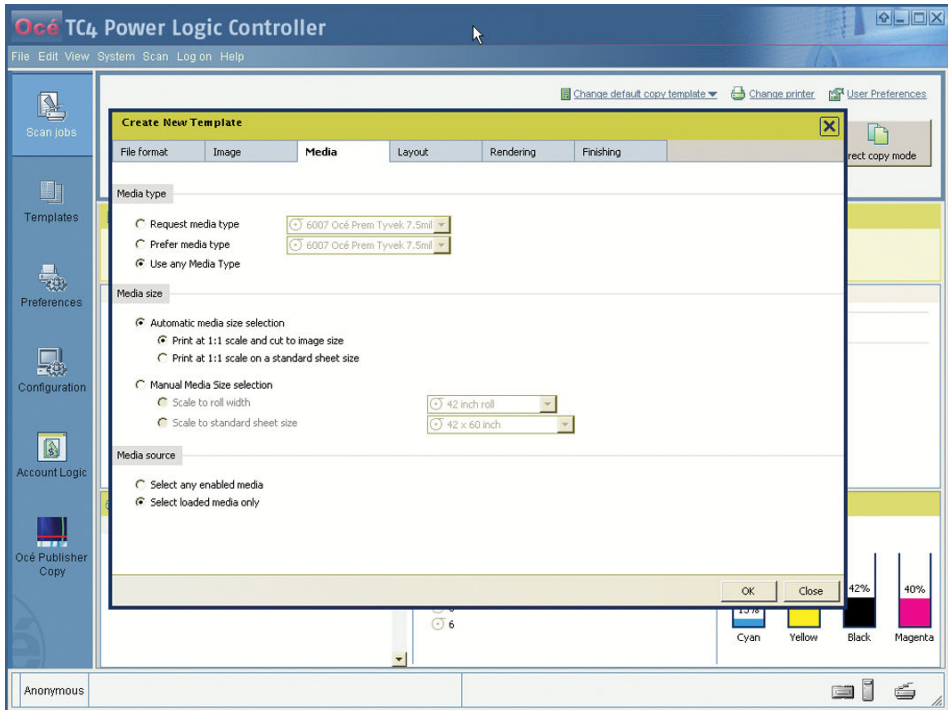 Océ TC4 Power Logic Controller
File Edit View System Scan Log on Help
Change default copy template Change printer User Preferences
Scan jobs
Templates
Preferences
Configuration
Account Logic
Océ Publisher
Copy
Create New Template
rect copy mode
File format Image Media Layout Rendering Finishing
Media type
Request media type 6007 Océ Prem Tyvek 7.5mil
Prefer media type 6007 Océ Prem Tyvek 7.5mil
Use any Media Type
Media size
Automatic media size selection
Print at 1:1 scale and cut to image size
Print at 1:1 scale on a standard sheet size
Manual Media Size selection
Scale to roll width 42 inch roll
Scale to standard sheet size 42 x 60 inch
Media source
Select any enabled media
Select loaded media only
OK Close
42% 40%
6
Cyan Yellow Black Magenta
Anonymous